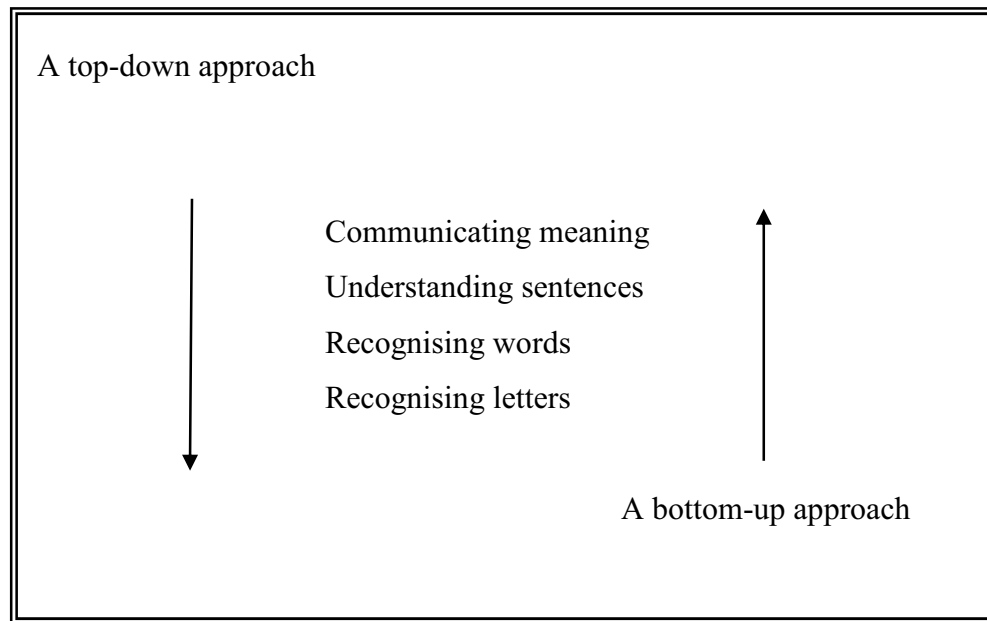 A top-down approach
Communicating meaning
Understanding sentences
Recognising words
Recognising letters
A bottom-up approach